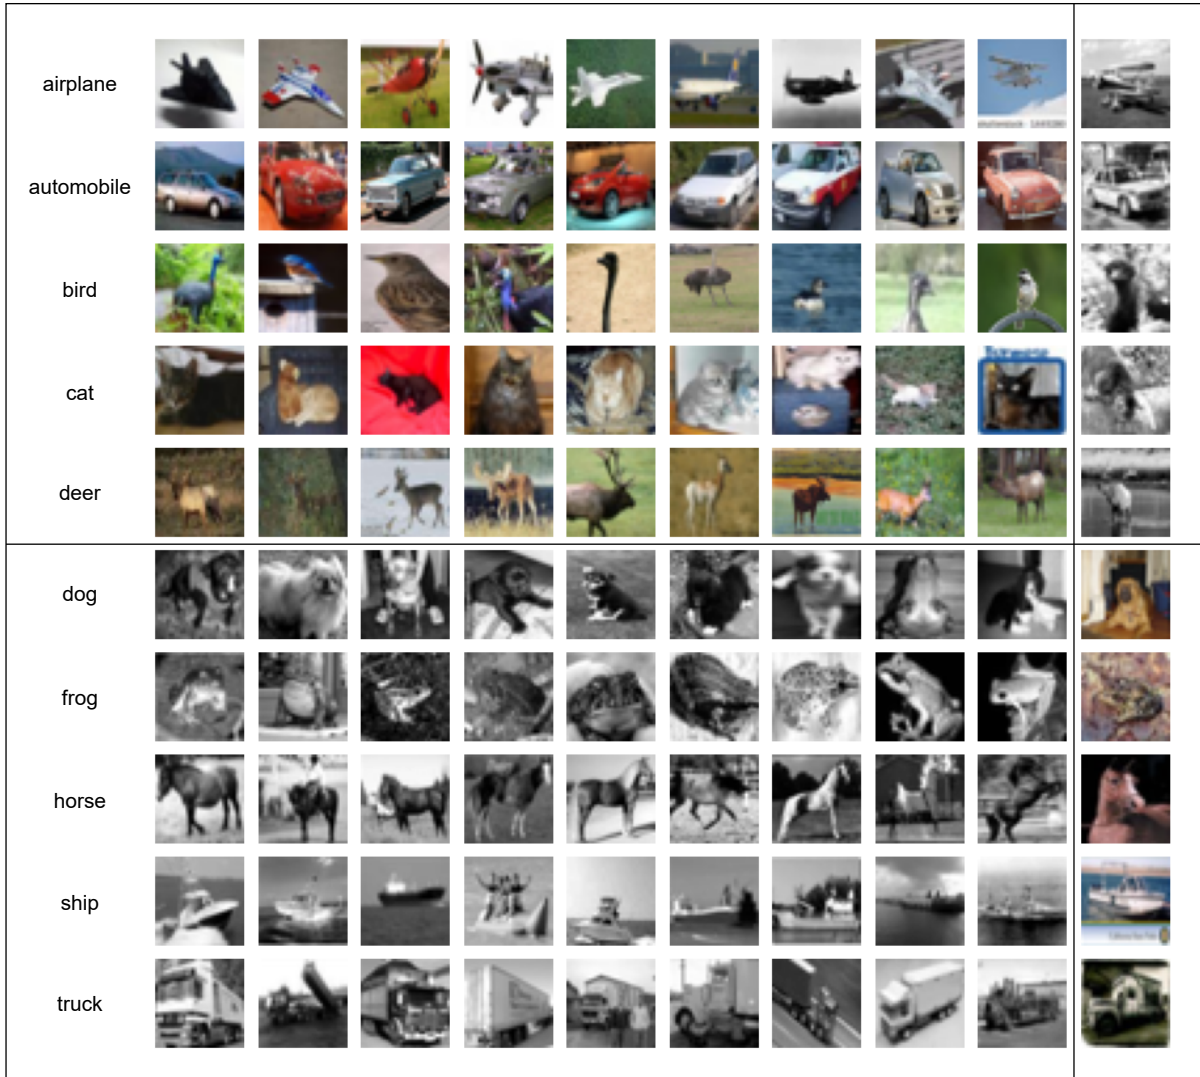 airplane
automobile
bird
cat
deer
dog
frog
horse
ship
truck